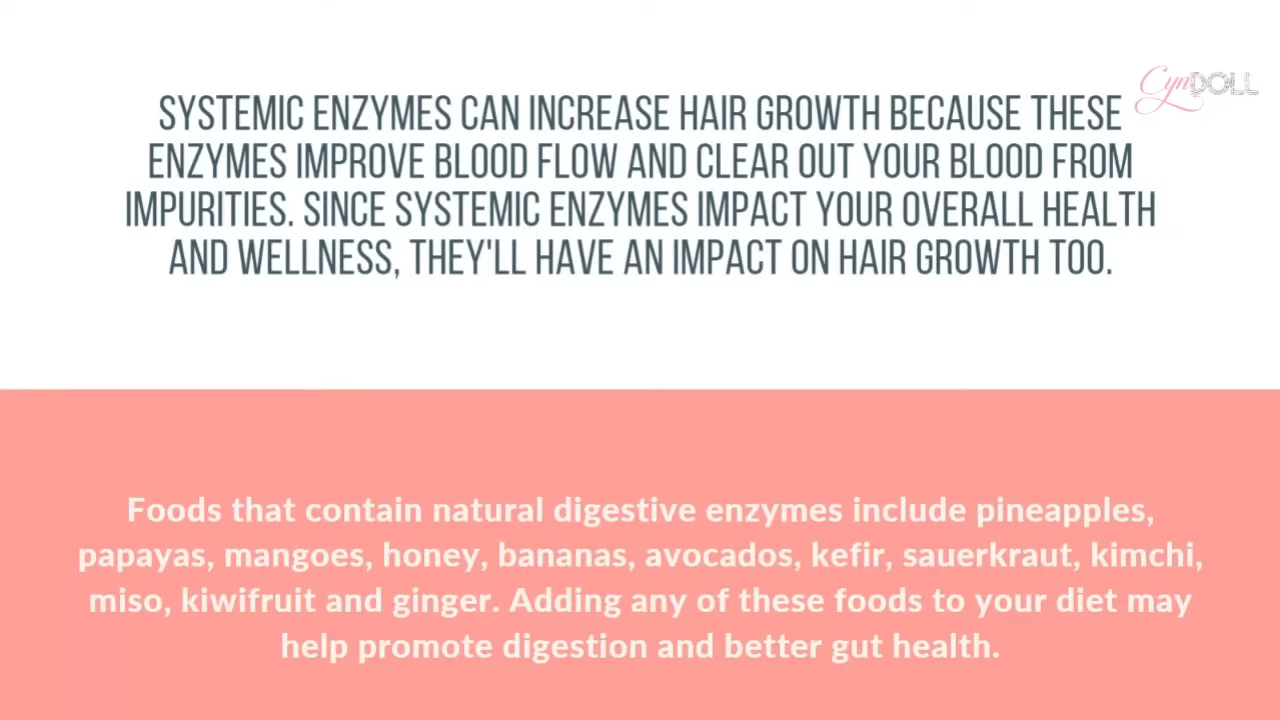 CynDOLL
SYSTEMIC ENZYMES CAN INCREASE HAIR GROWTH BECAUSE THESE
ENZYMES IMPROVE BLOOD FLOW AND CLEAR OUT YOUR BLOOD FROM
IMPURITIES. SINCE SYSTEMIC ENZYMES IMPACT YOUR OVERALL HEALTH
AND WELLNESS, THEY'LL HAVE AN IMPACT ON HAIR GROWTH TOO.
Foods that contain natural digestive enzymes include pineapples,
papayas, mangoes, honey, bananas, avocados, kefir, sauerkraut, kimchi,
miso, kiwifruit and ginger. Adding any of these foods to your diet may
help promote digestion and better gut health.